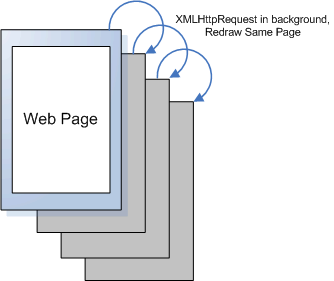 XMLHttpRequest in background,
Redraw Same Page
Web Page